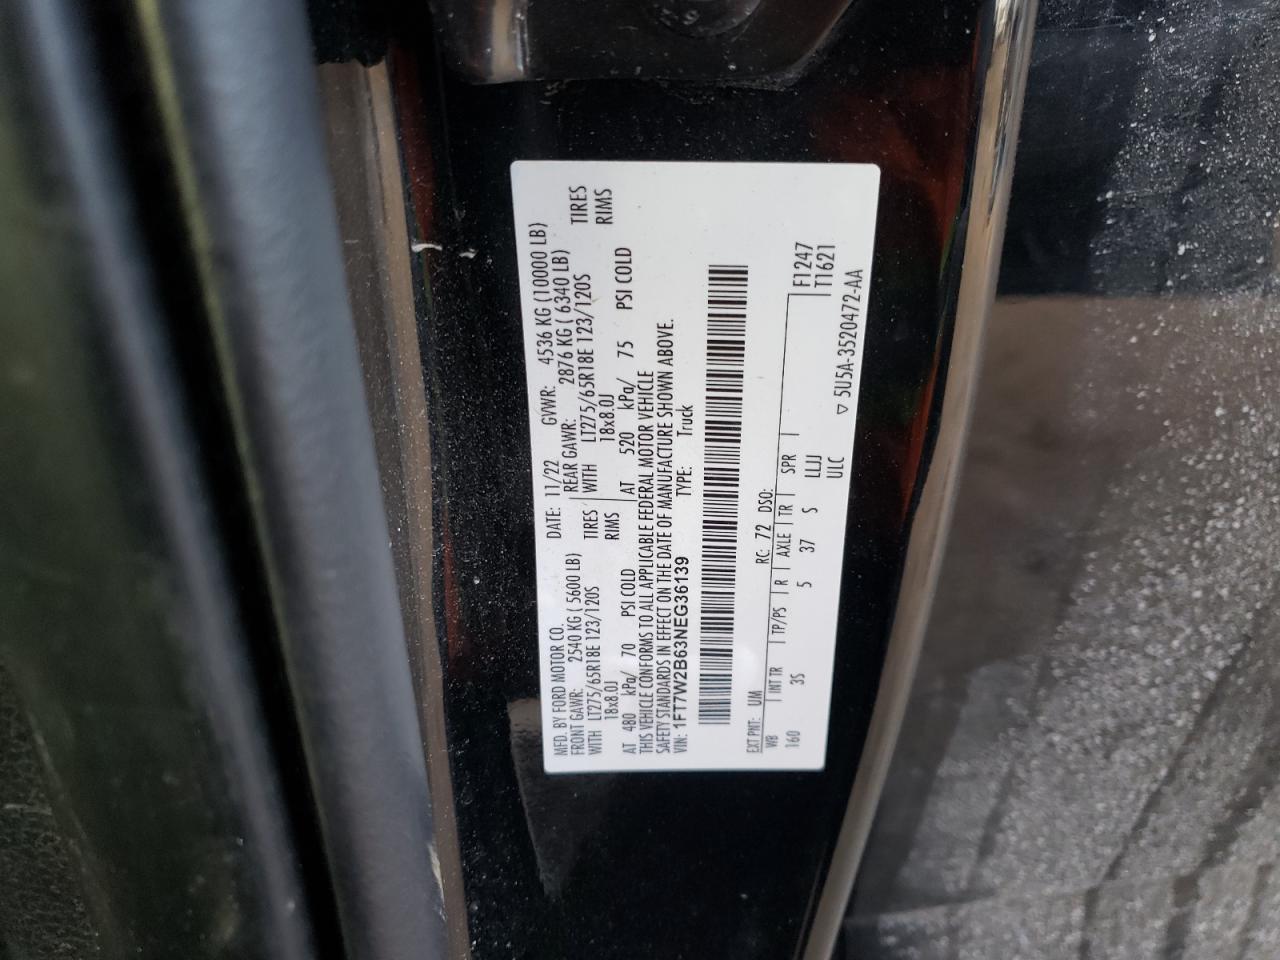 MFD. BY FORD MOTOR CO. DATE: 11/22 GVWR: 4536 KG (10000 LB)
FRONT GAWR: 2540 KG ( 5600 LB) REAR GAWR: 2876 KG ( 6340 LB)
WITH LT275/65R18E 123/120S TIRES WITH LT275/65R18E 123/120S TIRES
18x8.0J RIMS 18x8.0J RIMS
AT 480 kPa/ 70 PSI COLD AT 520 kPa/ 75 PSI COLD
THIS VEHICLE CONFORMS TO ALL APPLICABLE FEDERAL MOTOR VEHICLE
SAFETY STANDARDS IN EFFECT ON THE DATE OF MANUFACTURE SHOWN ABOVE.
VIN: 1FT7W2B63NEG36139 TYPE: Truck
EXT PNT: UM RC: 72 DSO:
WB INT TR TP/PS R AXLE TR SPR F1247
160 3S 5 37 S LLJJ T1621
ULC ▽ 5U5A-3520472-AA